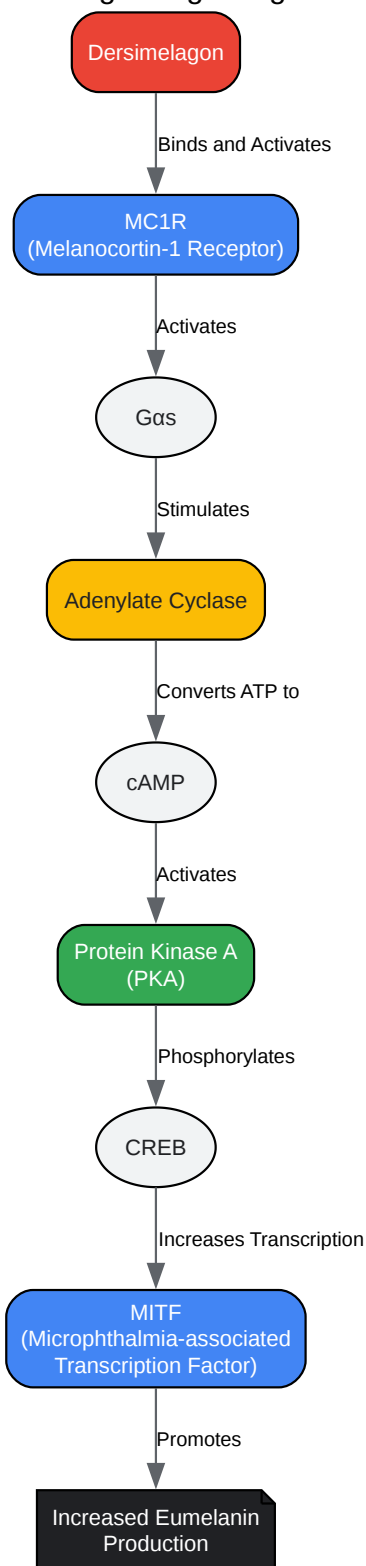 Dersimelagon
Binds and Activates
MC1R
(Melanocortin-1 Receptor)
Activates
Gαs
Stimulates
Adenylate Cyclase
Converts ATP to
cAMP
Activates
Protein Kinase A
(PKA)
Phosphorylates
CREB
Increases Transcription
MITF
(Microphthalmia-associated
Transcription Factor)
Promotes
Increased Eumelanin
Production